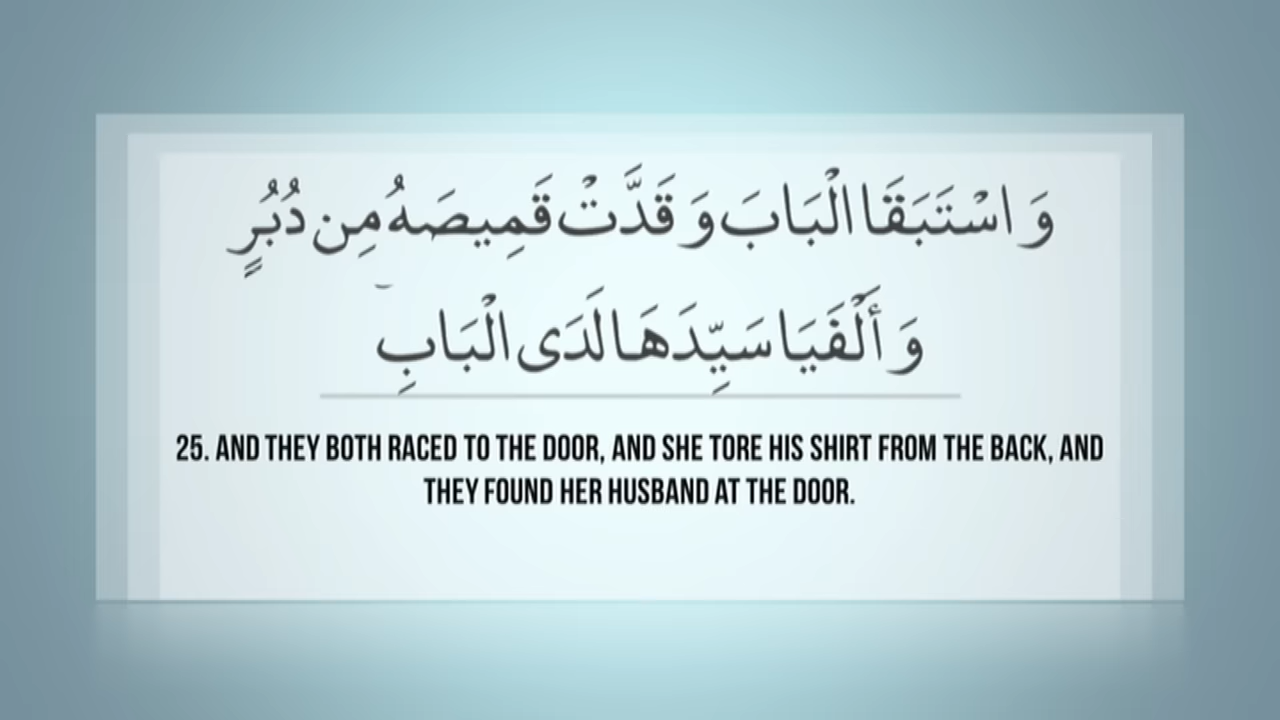 وَ اسْتَبَقَا الْبَابَ وَ قَدَّتْ قَمِيصَهُ مِن دُبُرٍ
وَ أَلْفَيَا سَيِّدَهَا لَدَى الْبَابِ
25. AND THEY BOTH RACED TO THE DOOR, AND SHE TORE HIS SHIRT FROM THE BACK, AND
THEY FOUND HER HUSBAND AT THE DOOR.